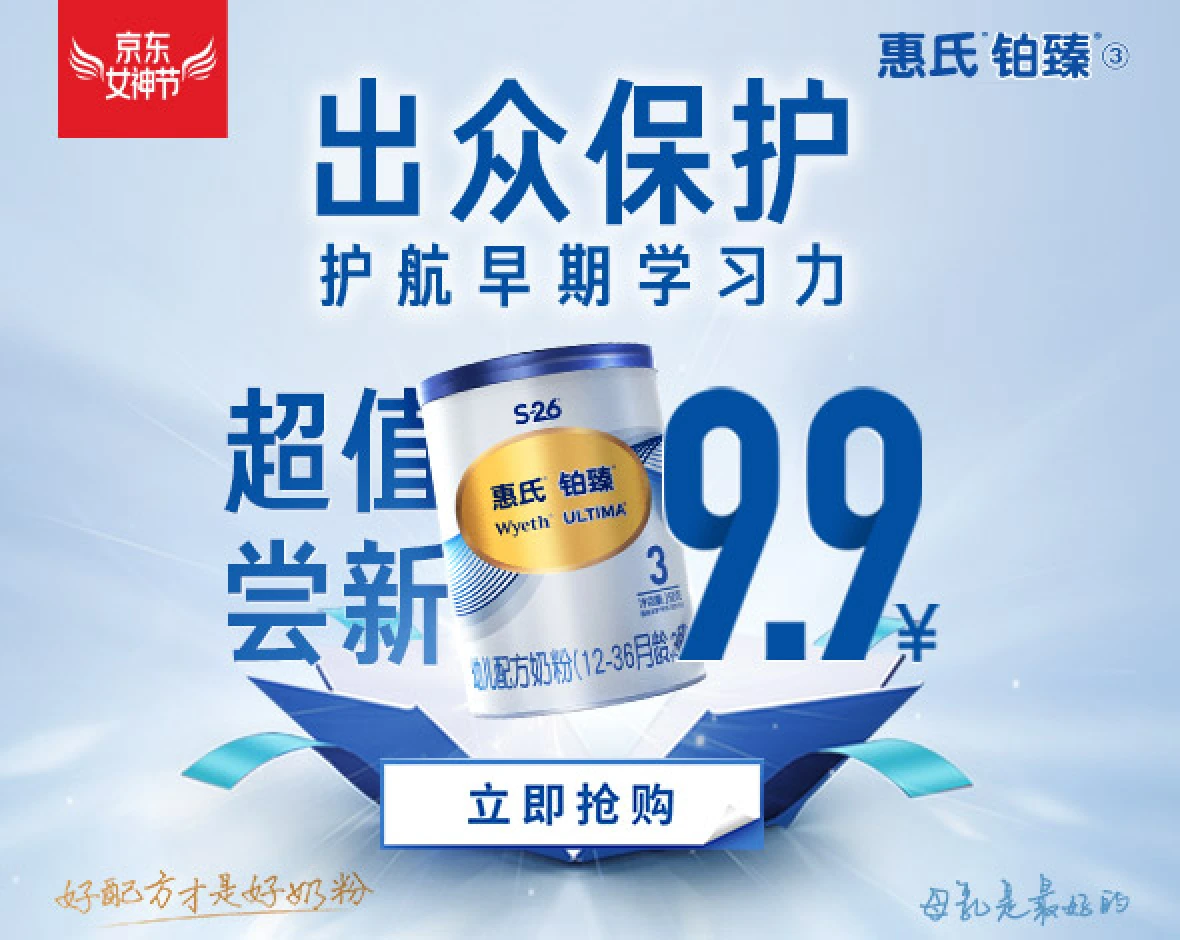 京东
女神节
惠氏 铂臻 ③
出众保护
护航早期学习力
超值
尝新
9.9¥
S-26
惠氏 铂臻
Wyeth ULTIMA
3
幼儿配方奶粉(12-36月龄
立即抢购
好配方才是好奶粉
母乳是最好的